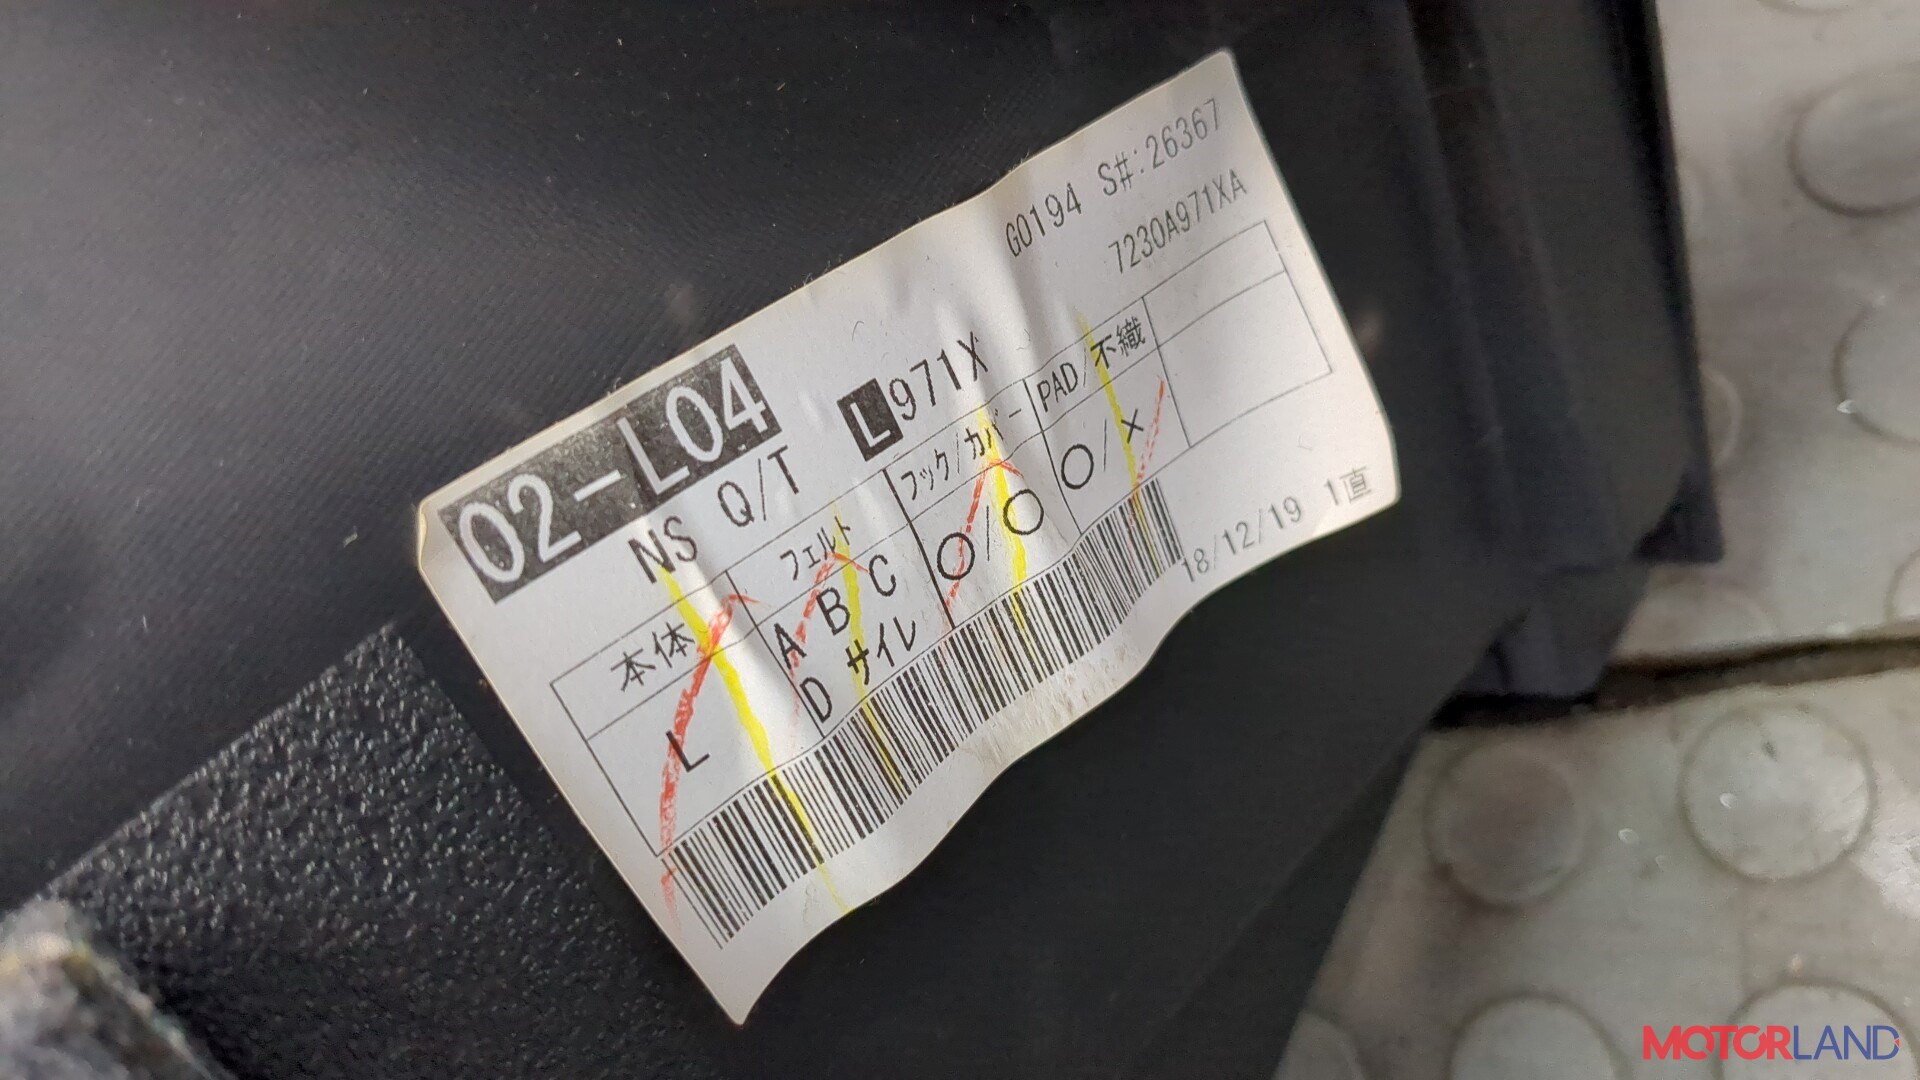 G0194 S#:26367
7230A971XA
02-L04
L971X
NS Q/T
本体
フェルト
フック/カバー
PAD/不織
L
A B C
D サイレ
○/○
○/×
18/12/19 1直
MOTORLAND